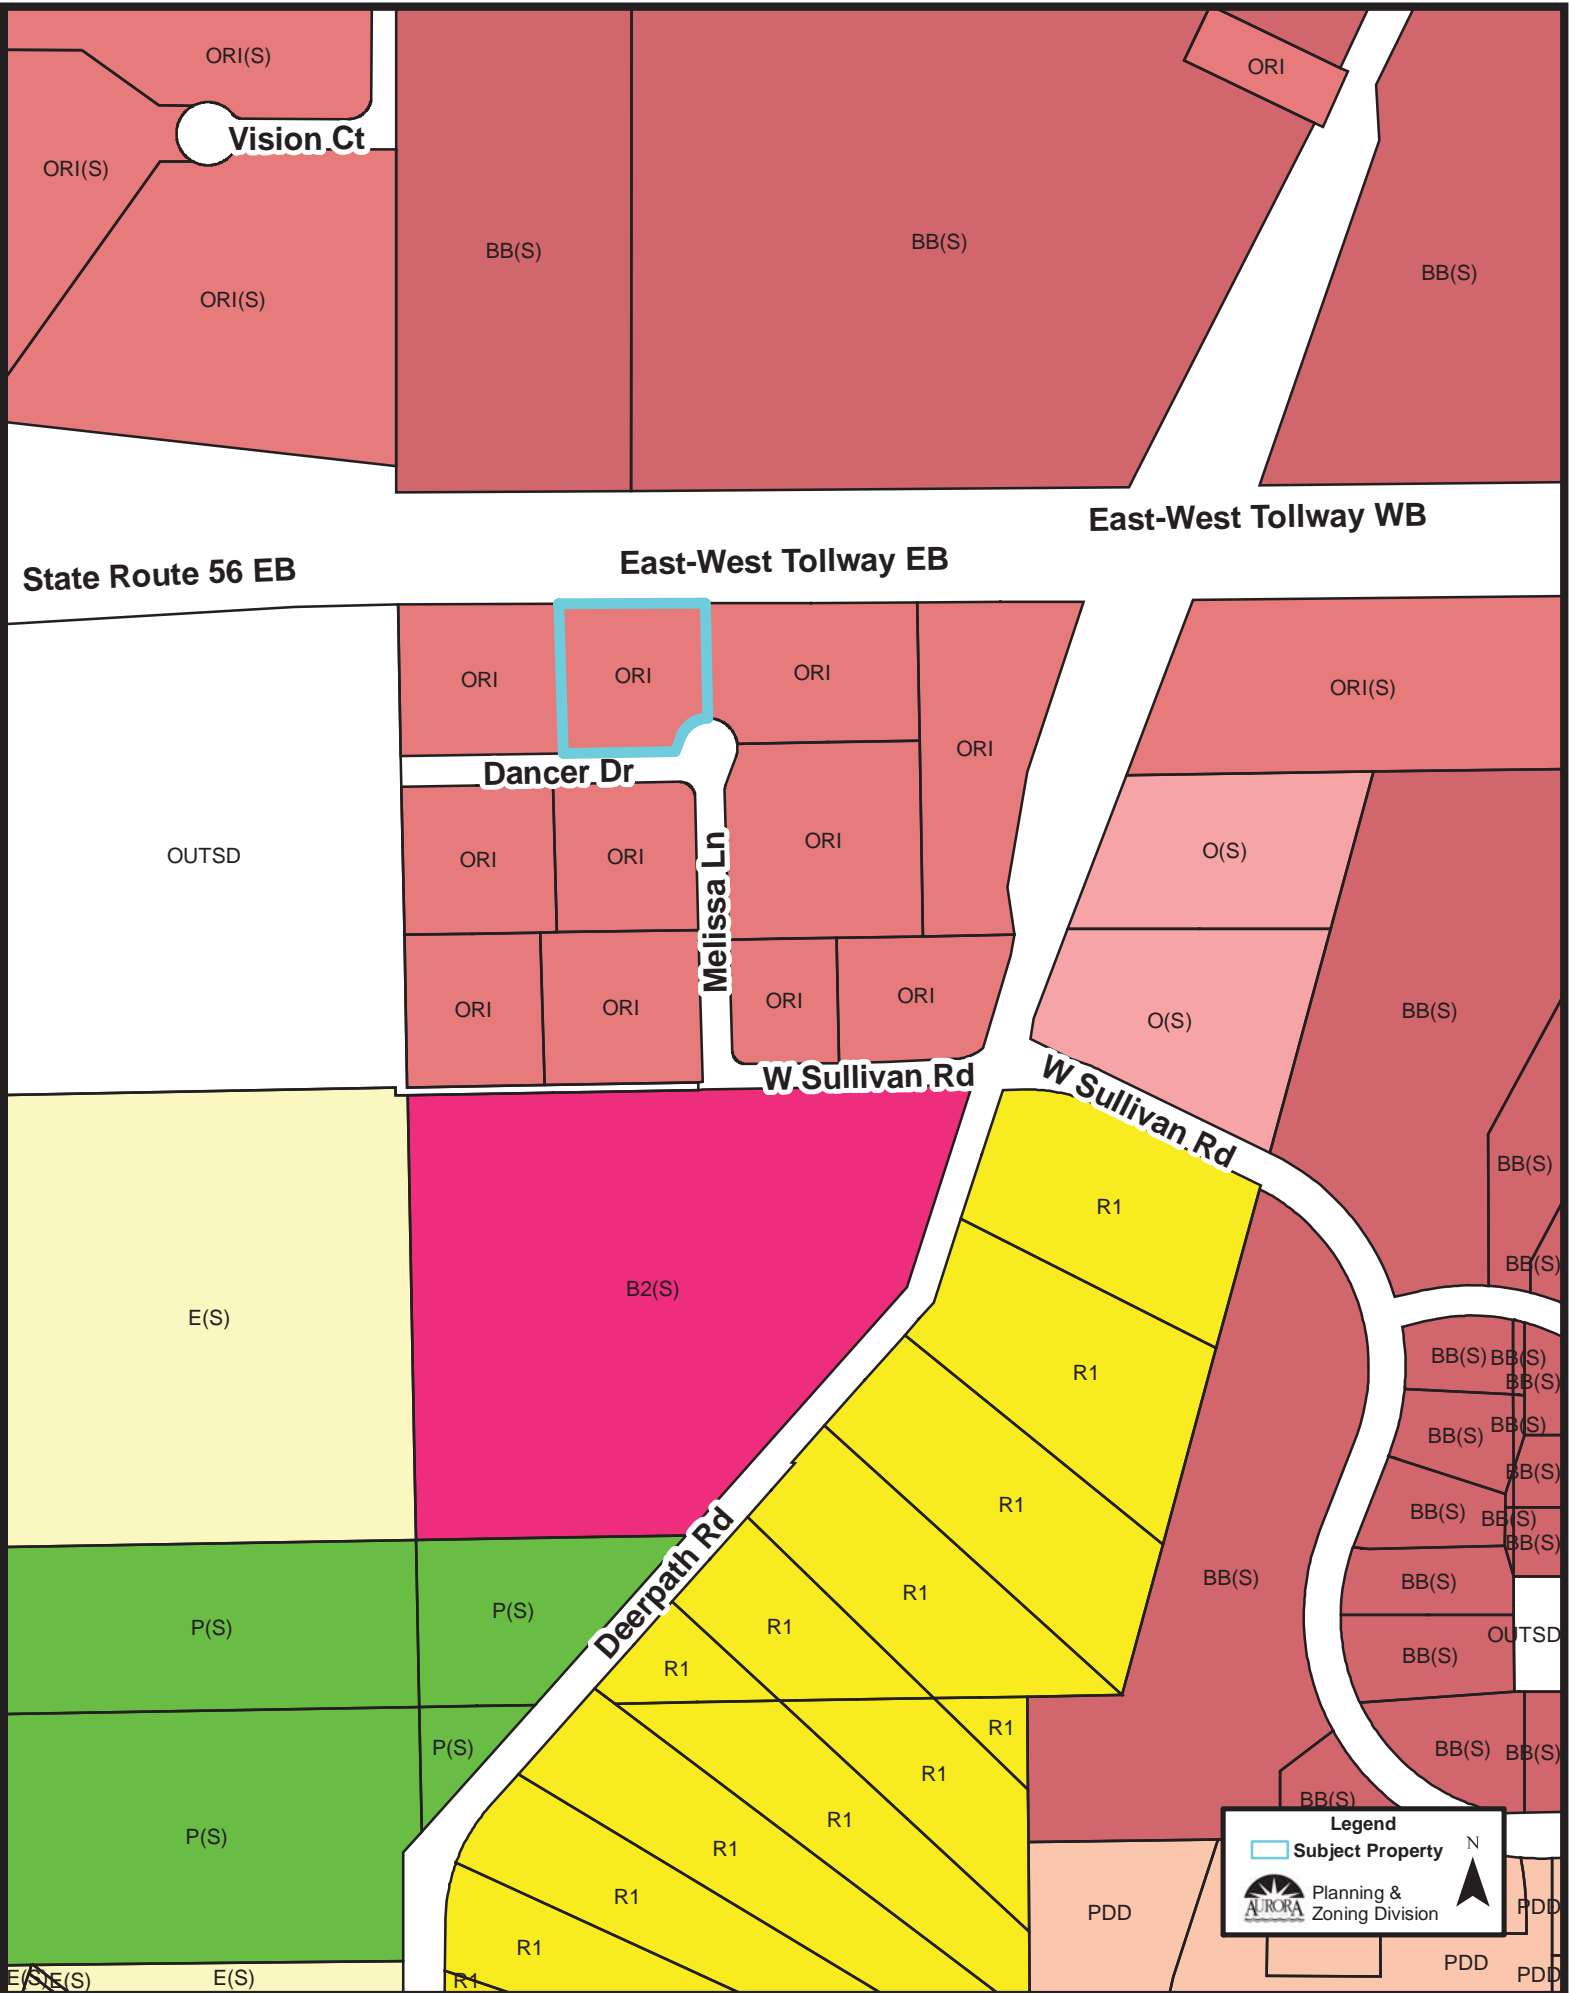 ORI(S)
ORI
Vision Ct
ORI(S)
BB(S)
BB(S)
BB(S)
ORI(S)
East-West Tollway WB
East-West Tollway EB
State Route 56 EB
ORI
ORI
ORI
ORI(S)
ORI
Dancer Dr
OUTSD
ORI
ORI
Melissa Ln
ORI
O(S)
ORI
ORI
ORI
ORI
O(S)
BB(S)
W Sullivan Rd
W Sullivan Rd
BB(S)
R1
BB(S)
E(S)
B2(S)
R1
BB(S)
BB(S)
BB(S)
BB(S)
BB(S)
R1
BB(S)
BB(S)
BB(S)
BB(S)
Deerpath Rd
R1
BB(S)
BB(S)
P(S)
P(S)
R1
OUTSD
R1
BB(S)
P(S)
R1
BB(S)
BB(S)
R1
BB(S)
P(S)
R1
R1
R1
R1
R1
PDD
PDD
PDD
PDD
E(S)
E(S)
E(S)
Legend
Subject Property
N
AURORA
Planning &
Zoning Division